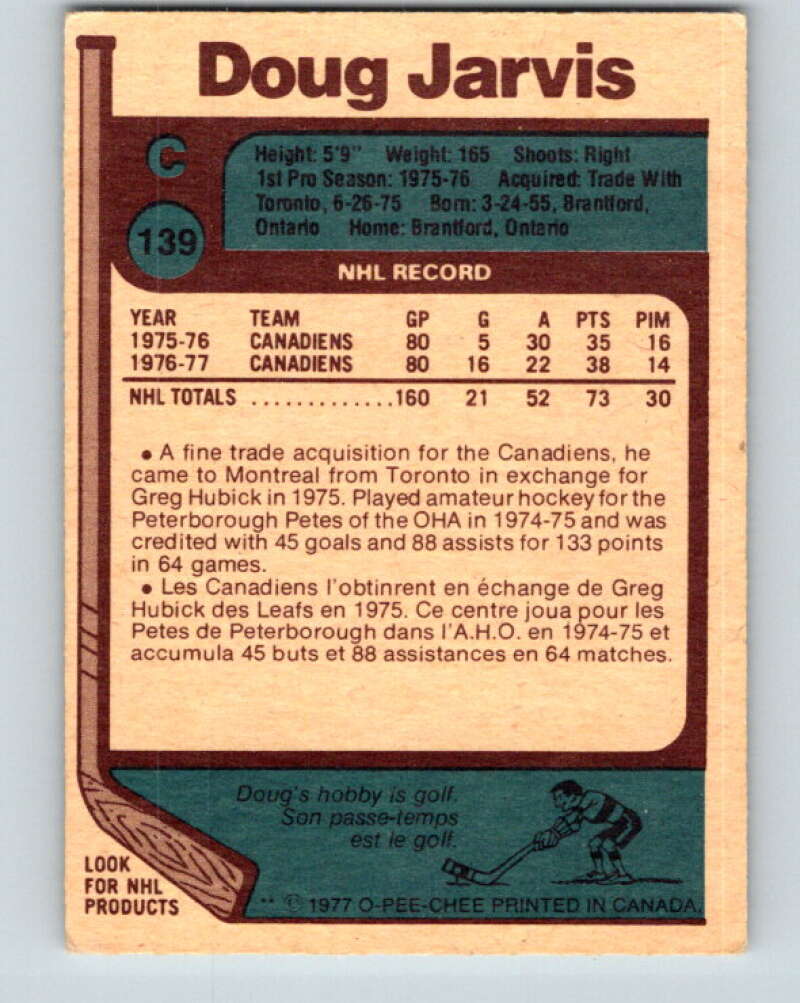 Doug Jarvis
C
139
Height: 5'9" Weight: 165 Shoots: Right
1st Pro Season: 1975-76 Acquired: Trade With
Toronto, 6-26-75 Born: 3-24-55, Brantford,
Ontario Home: Brantford, Ontario
NHL RECORD
YEAR TEAM GP G A PTS PIM
1975-76 CANADIENS 80 5 30 35 16
1976-77 CANADIENS 80 16 22 38 14
NHL TOTALS .............160 21 52 73 30
• A fine trade acquisition for the Canadiens, he
came to Montreal from Toronto in exchange for
Greg Hubick in 1975. Played amateur hockey for the
Peterborough Petes of the OHA in 1974-75 and was
credited with 45 goals and 88 assists for 133 points
in 64 games.
• Les Canadiens l'obtinrent en échange de Greg
Hubick des Leafs en 1975. Ce centre joua pour les
Petes de Peterborough dans l'A.H.O. en 1974-75 et
accumula 45 buts et 88 assistances en 64 matches.
Doug's hobby is golf.
Son passe-temps
est le golf.
LOOK
FOR NHL
PRODUCTS
** © 1977 O-PEE-CHEE PRINTED IN CANADA.